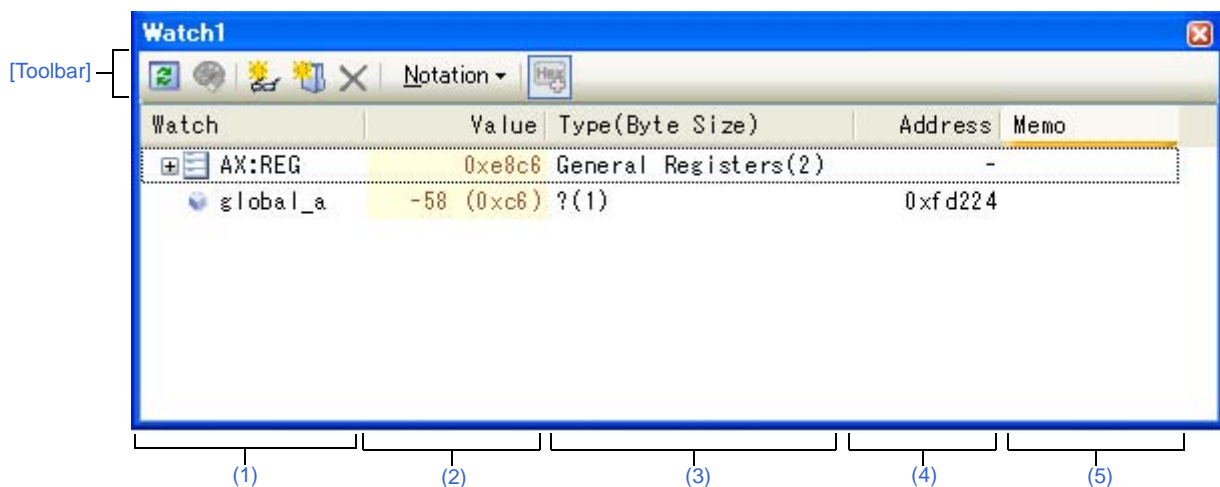 Watch1
[Toolbar]
Notation
Hex
Watch Value Type(Byte Size) Address Memo
AX:REG 0xe8c6 General Registers(2) -
global_a -58 (0xc6) ?(1) 0xfd224
(1) (2) (3) (4) (5)